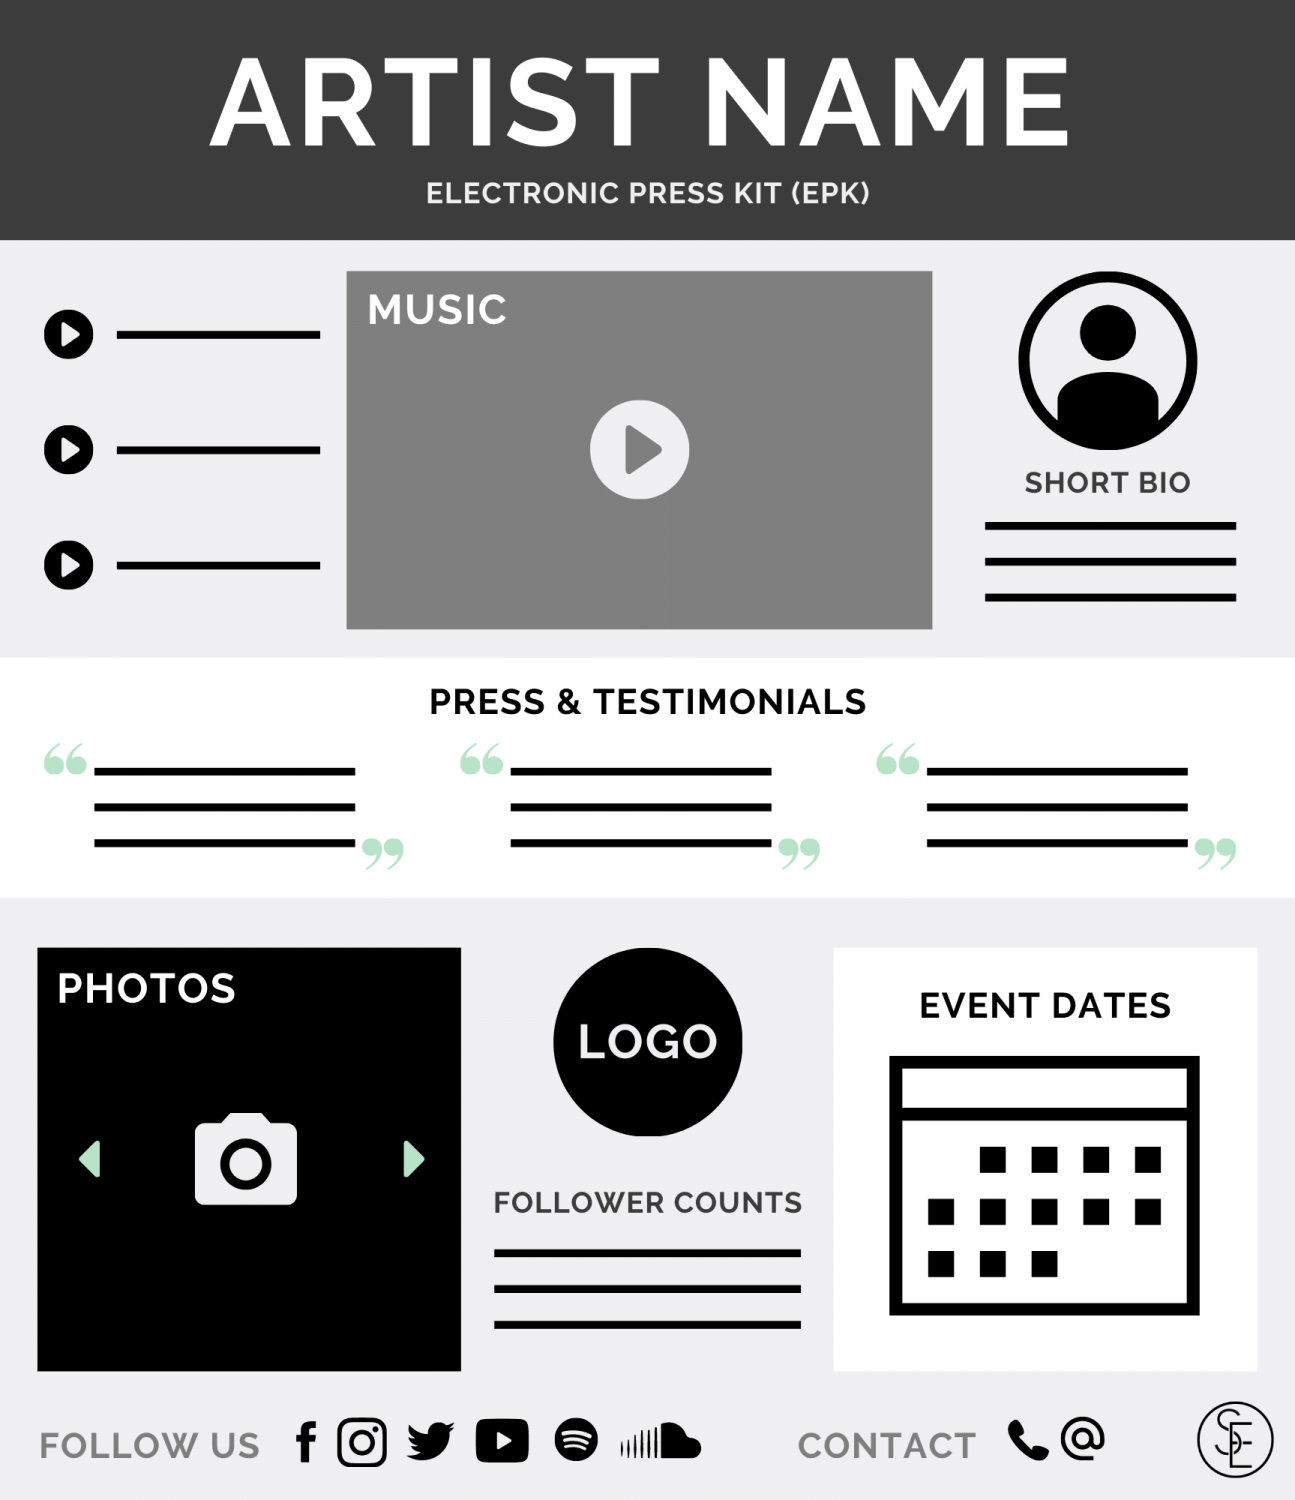 ARTIST NAME
ELECTRONIC PRESS KIT (EPK)
MUSIC
SHORT BIO
PRESS & TESTIMONIALS
PHOTOS
LOGO
FOLLOWER COUNTS
EVENT DATES
FOLLOW US
CONTACT
SE